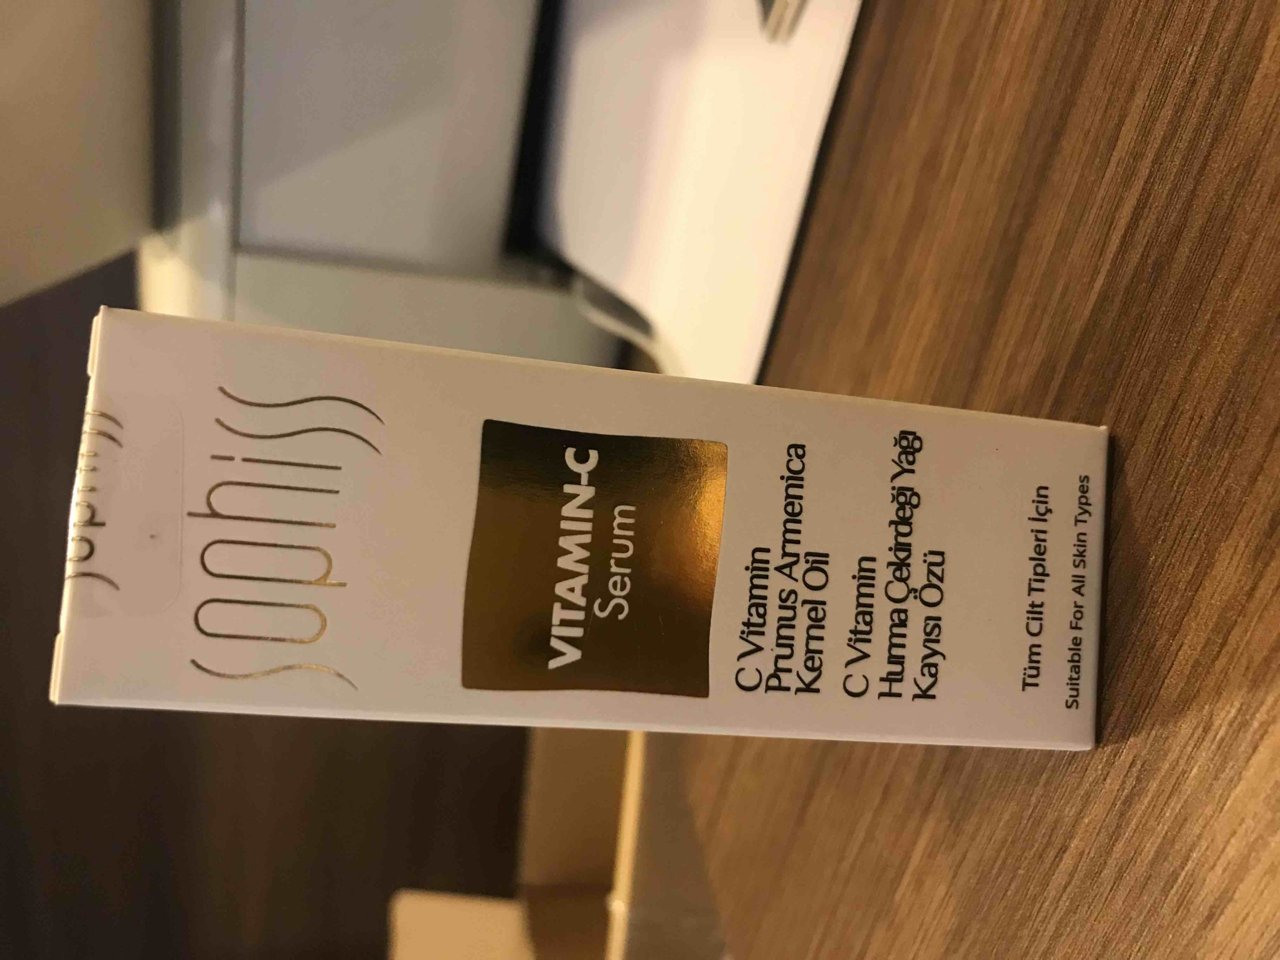 sophiss
sophiss
VITAMIN-C
Serum
C Vitamin
Prunus Armenica
Kernel Oil
C Vitamin
Hurma Çekirdeği Yağı
Kayısı Özü
Tüm Cilt Tipleri İçin
Suitable For All Skin Types